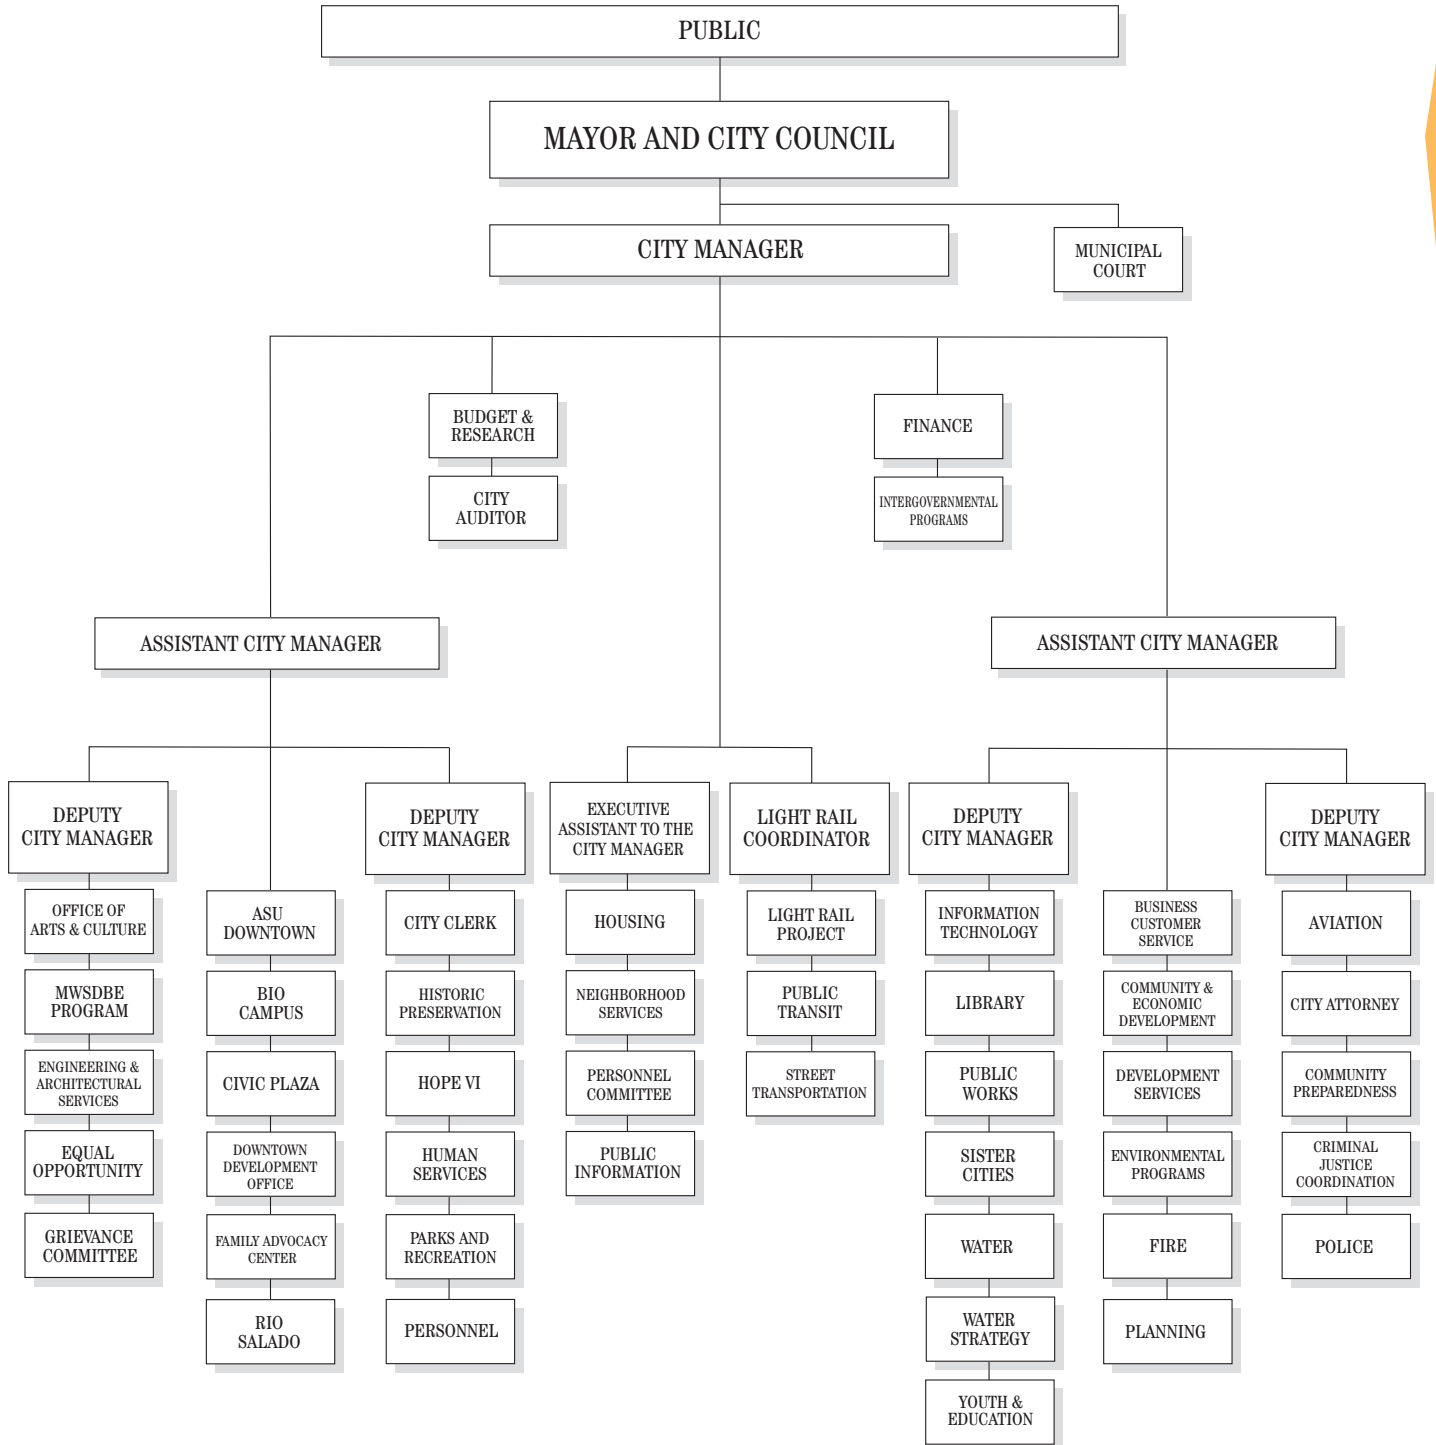 PUBLIC
MAYOR AND CITY COUNCIL
CITY MANAGER
MUNICIPAL
COURT
BUDGET &
RESEARCH
CITY
AUDITOR
FINANCE
INTERGOVERNMENTAL
PROGRAMS
ASSISTANT CITY MANAGER
ASSISTANT CITY MANAGER
DEPUTY
CITY MANAGER
OFFICE OF
ARTS & CULTURE
MWSDBE
PROGRAM
ENGINEERING &
ARCHITECTURAL
SERVICES
EQUAL
OPPORTUNITY
GRIEVANCE
COMMITTEE
ASU
DOWNTOWN
BIO
CAMPUS
CIVIC PLAZA
DOWNTOWN
DEVELOPMENT
OFFICE
FAMILY ADVOCACY
CENTER
RIO
SALADO
DEPUTY
CITY MANAGER
CITY CLERK
HISTORIC
PRESERVATION
HOPE VI
HUMAN
SERVICES
PARKS AND
RECREATION
PERSONNEL
EXECUTIVE
ASSISTANT TO THE
CITY MANAGER
HOUSING
NEIGHBORHOOD
SERVICES
PERSONNEL
COMMITTEE
PUBLIC
INFORMATION
LIGHT RAIL
COORDINATOR
LIGHT RAIL
PROJECT
PUBLIC
TRANSIT
STREET
TRANSPORTATION
DEPUTY
CITY MANAGER
INFORMATION
TECHNOLOGY
LIBRARY
PUBLIC
WORKS
SISTER
CITIES
WATER
WATER
STRATEGY
YOUTH &
EDUCATION
BUSINESS
CUSTOMER
SERVICE
COMMUNITY &
ECONOMIC
DEVELOPMENT
DEVELOPMENT
SERVICES
ENVIRONMENTAL
PROGRAMS
FIRE
PLANNING
DEPUTY
CITY MANAGER
AVIATION
CITY ATTORNEY
COMMUNITY
PREPAREDNESS
CRIMINAL
JUSTICE
COORDINATION
POLICE